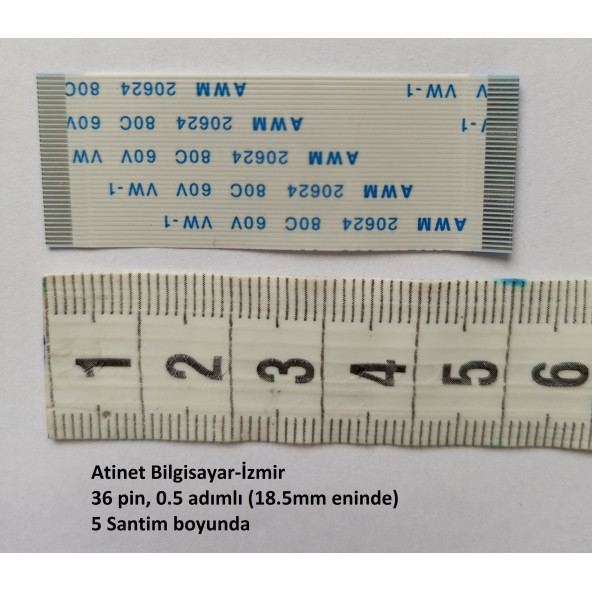 AWM 20624 80C
V VW-1
AWM 20624 80C 60V
V-1
AWM 20624 80C 60V VW
AWM 20624 80C 60V VW-1
AWM 20624 80C 60V VW-1
1 2 3 4 5 6
Atinet Bilgisayar-İzmir
36 pin, 0.5 adımlı (18.5mm eninde)
5 Santim boyunda